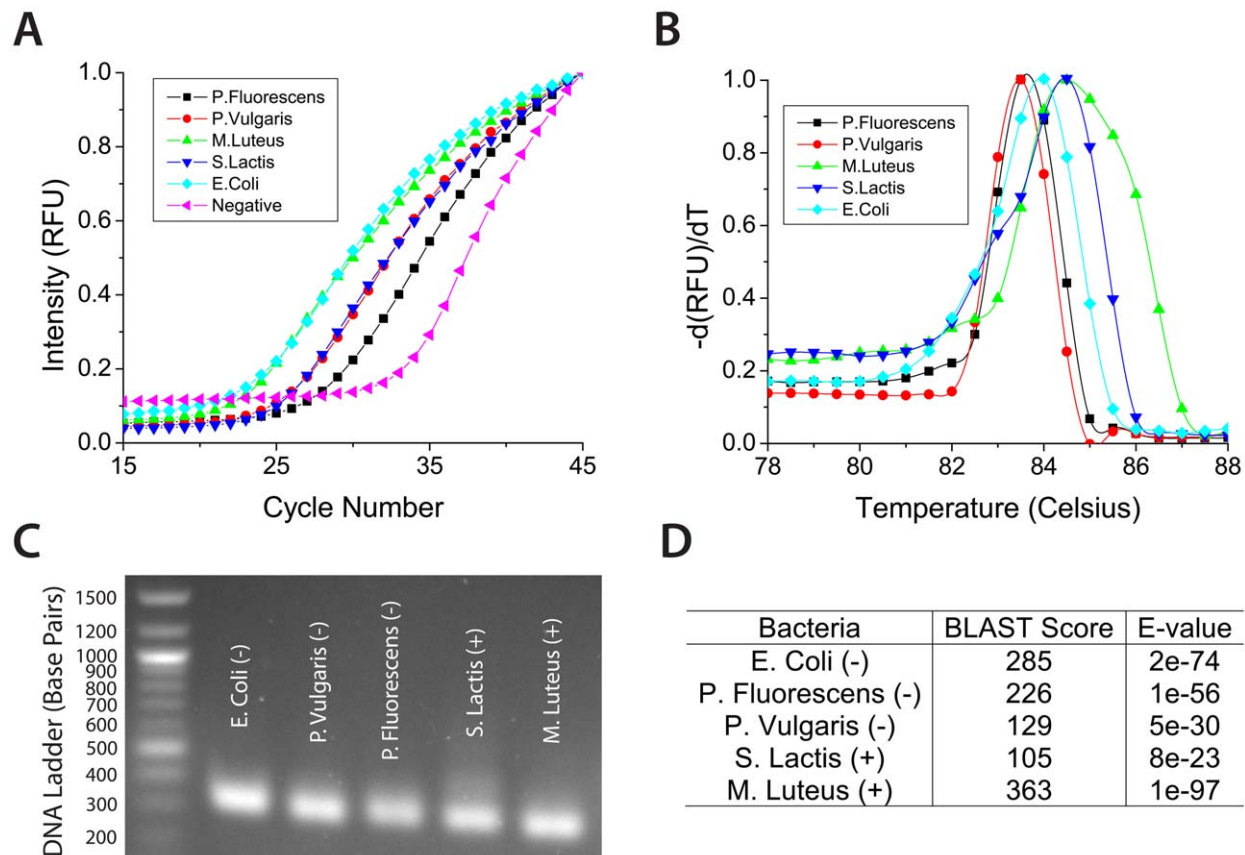 A
Intensity (RFU)
1.0
0.8
0.6
0.4
0.2
0.0
P.Fluorescens
P.Vulgaris
M.Luteus
S.Lactis
E.Coli
Negative
15 25 35 45
Cycle Number
B
-d(RFU)/dT
1.0
0.8
0.6
0.4
0.2
0.0
P.Fluorescens
P.Vulgaris
M.Luteus
S.Lactis
E.Coli
78 80 82 84 86 88
Temperature (Celsius)
C
DNA Ladder (Base Pairs)
1500
1200
1000
900
800
700
600
500
400
300
200
E. Coli (-)
P. Vulgaris (-)
P. Fluorescens (-)
S. Lactis (+)
M. Luteus (+)
D
Bacteria BLAST Score E-value
E. Coli (-) 285 2e-74
P. Fluorescens (-) 226 1e-56
P. Vulgaris (-) 129 5e-30
S. Lactis (+) 105 8e-23
M. Luteus (+) 363 1e-97